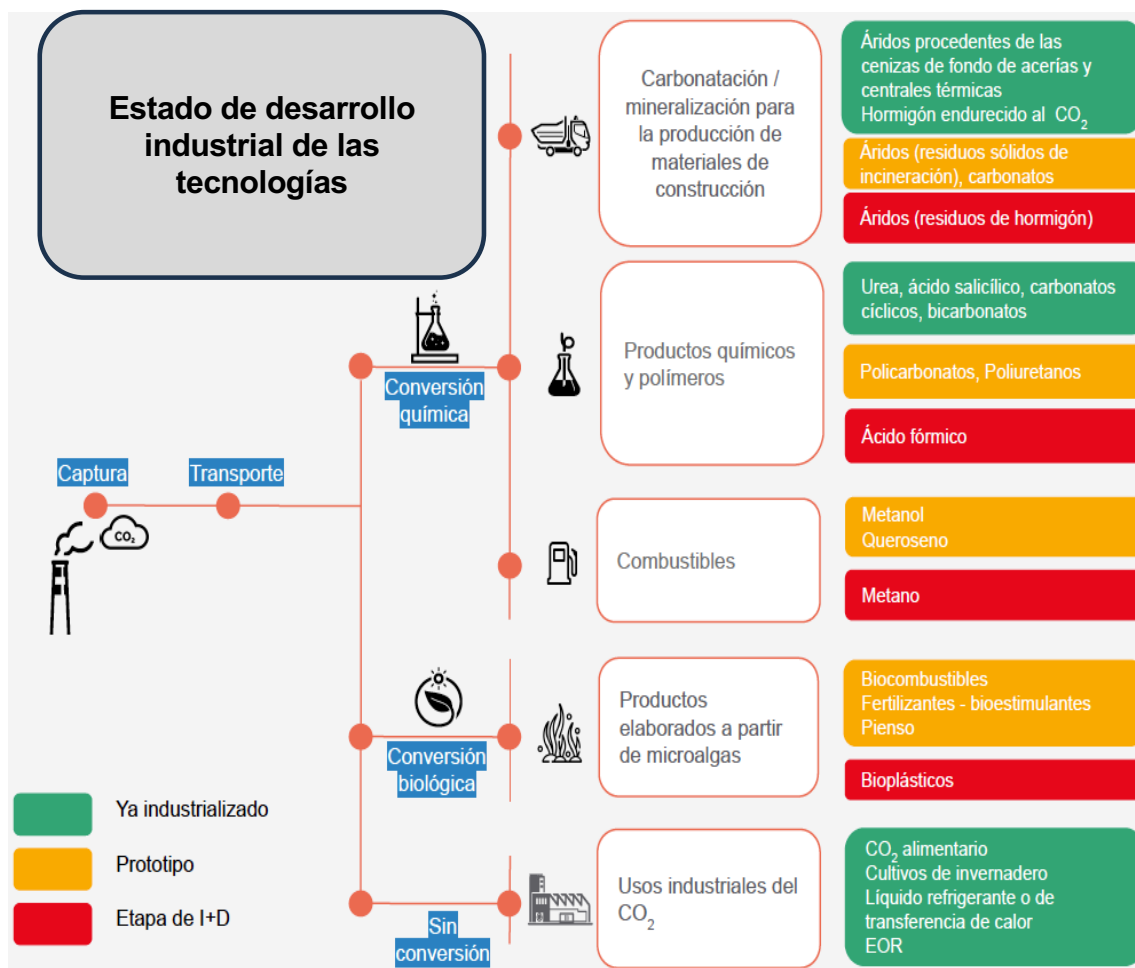 Estado de desarrollo
industrial de las
tecnologías
Carbonatación /
mineralización para
la producción de
materiales de
construcción
Áridos procedentes de las
cenizas de fondo de acerías y
centrales térmicas
Hormigón endurecido al CO2
Áridos (residuos sólidos de
incineración), carbonatos
Áridos (residuos de hormigón)
Conversión
química
Productos químicos
y polímeros
Urea, ácido salicílico, carbonatos
cíclicos, bicarbonatos
Policarbonatos, Poliuretanos
Ácido fórmico
Captura
Transporte
CO2
Combustibles
Metanol
Queroseno
Metano
Conversión
biológica
Productos
elaborados a partir
de microalgas
Biocombustibles
Fertilizantes - bioestimulantes
Pienso
Bioplásticos
Sin
conversión
Usos industriales del
CO2
CO2 alimentario
Cultivos de invernadero
Líquido refrigerante o de
transferencia de calor
EOR
Ya industrializado
Prototipo
Etapa de I+D